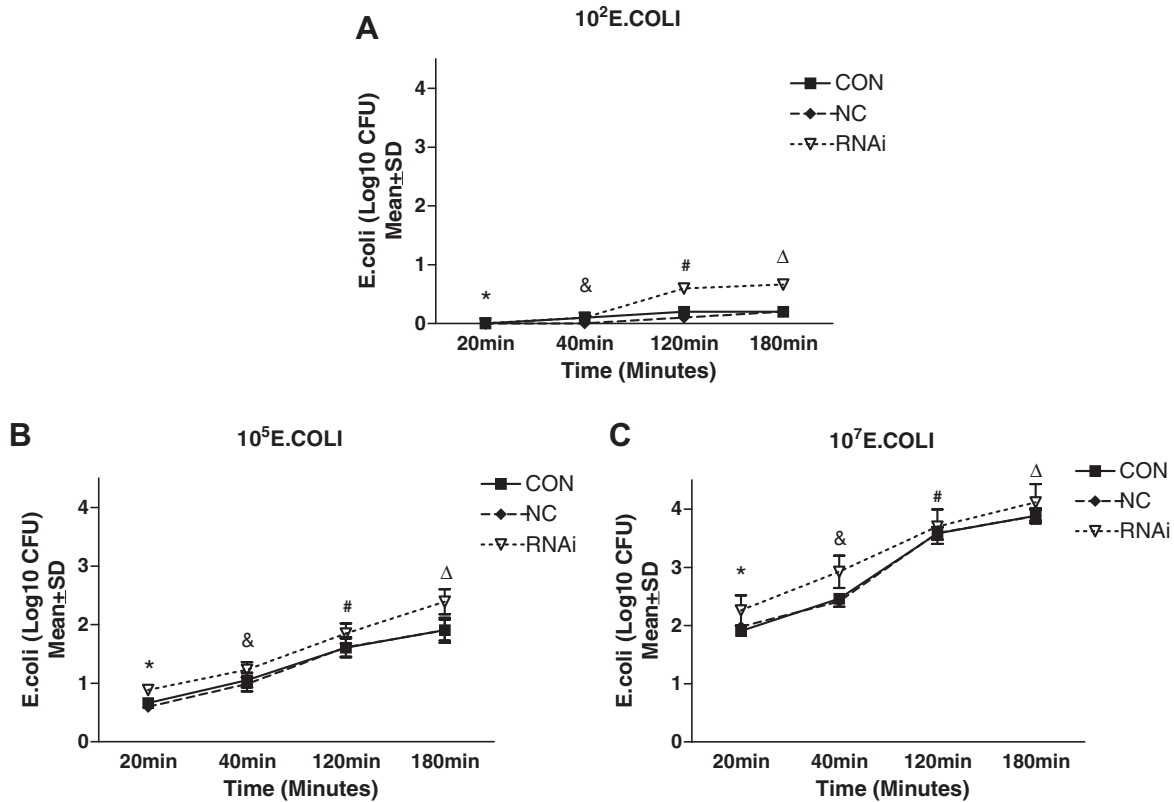 A
10²E.COLI
E.coli (Log10 CFU)
Mean±SD
4
3
2
1
0
CON
NC
RNAi
*
&
#
Δ
20min
40min
120min
180min
Time (Minutes)
B
10⁵E.COLI
E.coli (Log10 CFU)
Mean±SD
4
3
2
1
0
CON
NC
RNAi
*
&
#
Δ
20min
40min
120min
180min
Time (Minutes)
C
10⁷E.COLI
E.coli (Log10 CFU)
Mean±SD
4
3
2
1
0
CON
NC
RNAi
*
&
#
Δ
20min
40min
120min
180min
Time (Minutes)